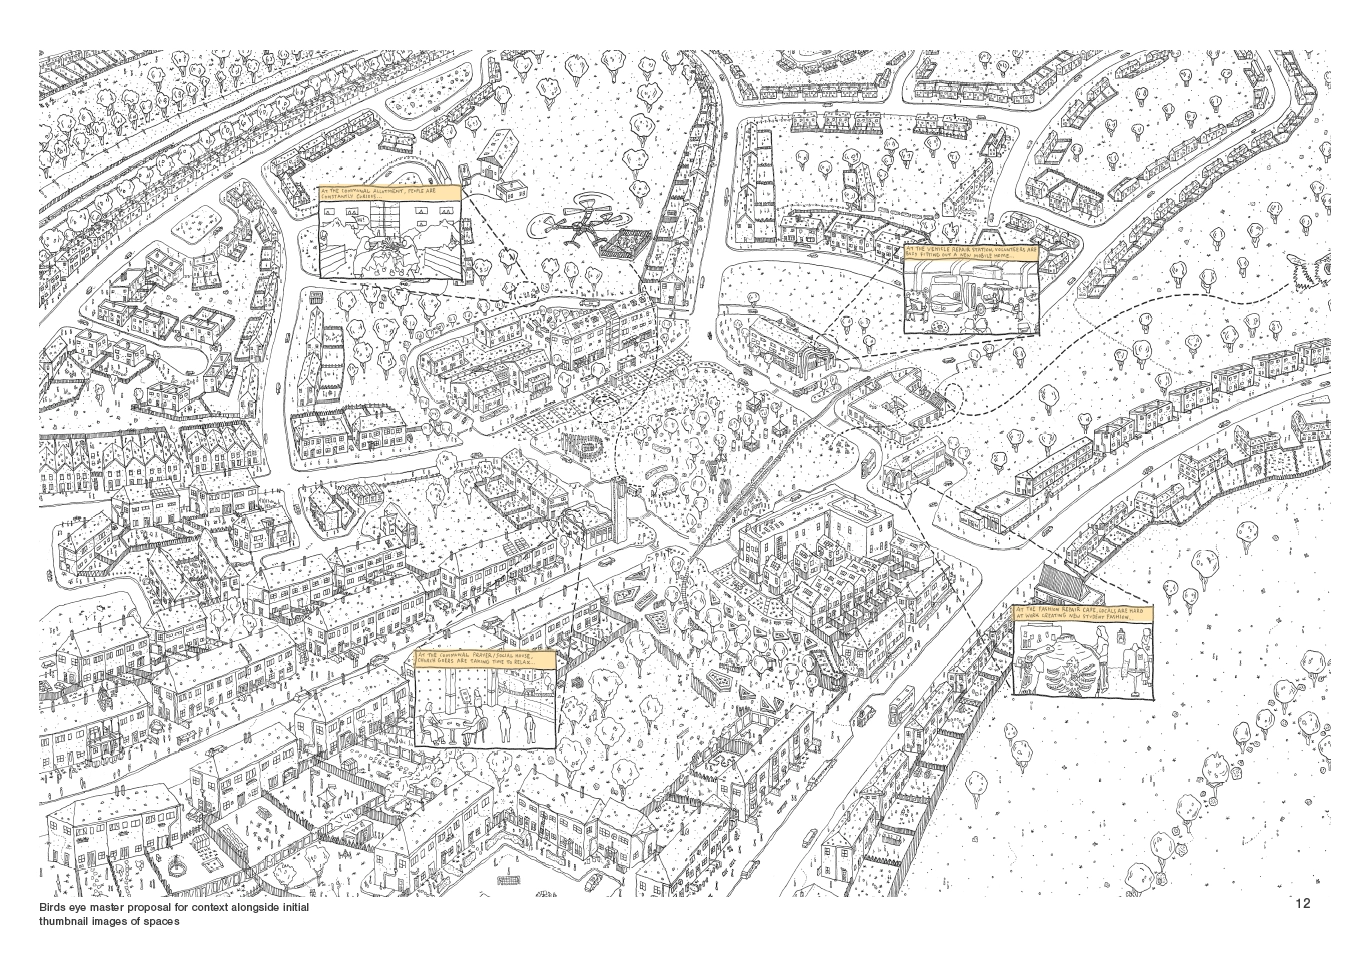 AT THE COMMUNAL ALLOTMENT, PEOPLE ARE
CONSTANTLY CURIOUS...
AT THE VEHICLE REPAIR STATION, VOLUNTEERS ARE
BUSY FITTING OUT A NEW MOBILE HOME...
AT THE FASHION REPAIR CAFE, LOCALS ARE HARD
AT WORK CREATING NEW STUDENT FASHION...
AT THE COMMUNAL PRAYER/SOCIAL HOUSE,
GOERS ARE TAKING TIME TO RELAX...
Birds eye master proposal for context alongside initial
thumbnail images of spaces
12